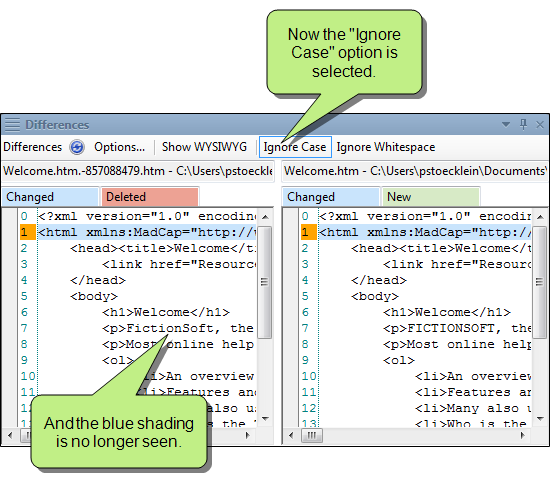 Now the "Ignore
Case" option is
selected.
Differences
Differences Options... Show WYSIWYG Ignore Case Ignore Whitespace
Welcome.htm.-857088479.htm - C:\Users\pstoecklein Welcome.htm - C:\Users\pstoecklein\Documents\
Changed Deleted Changed New
0 <?xml version="1.0" encodin 0 <?xml version="1.0" encoding
1 <html xmlns:MadCap="http:// 1 <html xmlns:MadCap="http://
2 <head><title>Welcome</ti 2 <head><title>Welcome</t
3 <link href="Resourc 3 <link href="Resourc
4 </head> 4 </head>
5 <body> 5 <body>
6 <h1>Welcome</h1> 6 <h1>Welcome</h1>
7 <p>FictionSoft, the 7 <p>FICTIONSOFT, the
8 <p>Most online help 8 <p>Most online help
9 <ol> 9 <ol>
10 <li>An overview 10 <li>An overview
11 <li>Features and 11 <li>Features and
also u 12 <li>Many also u
13 <li>Who is the
And the blue shading
is no longer seen.